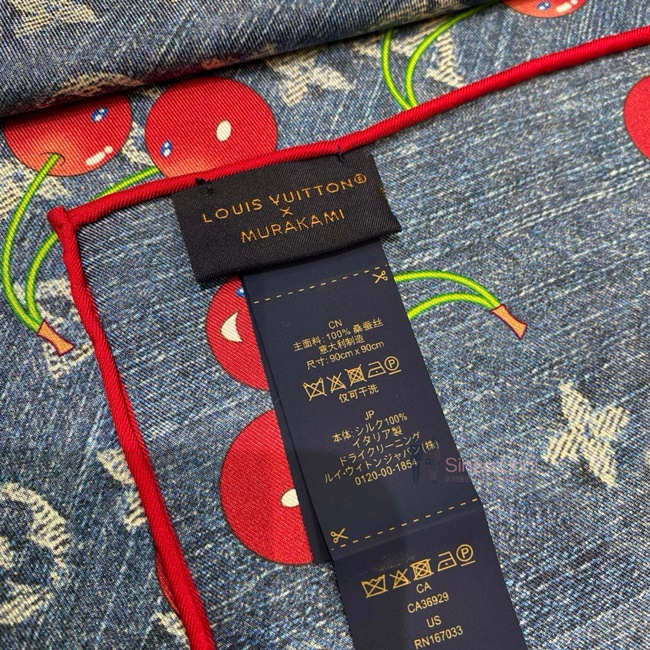 LOUIS VUITTON®
×
MURAKAMI
CN
主面料: 100% 桑蚕丝
意大利制造
尺寸: 90cm x 90cm
仅可干洗
JP
本体: シルク100%
イタリア製
ドライクリーニング
ルイ・ヴィトンジャパン(株)
0120-00-1854
CA
CA36929
US
RN167033